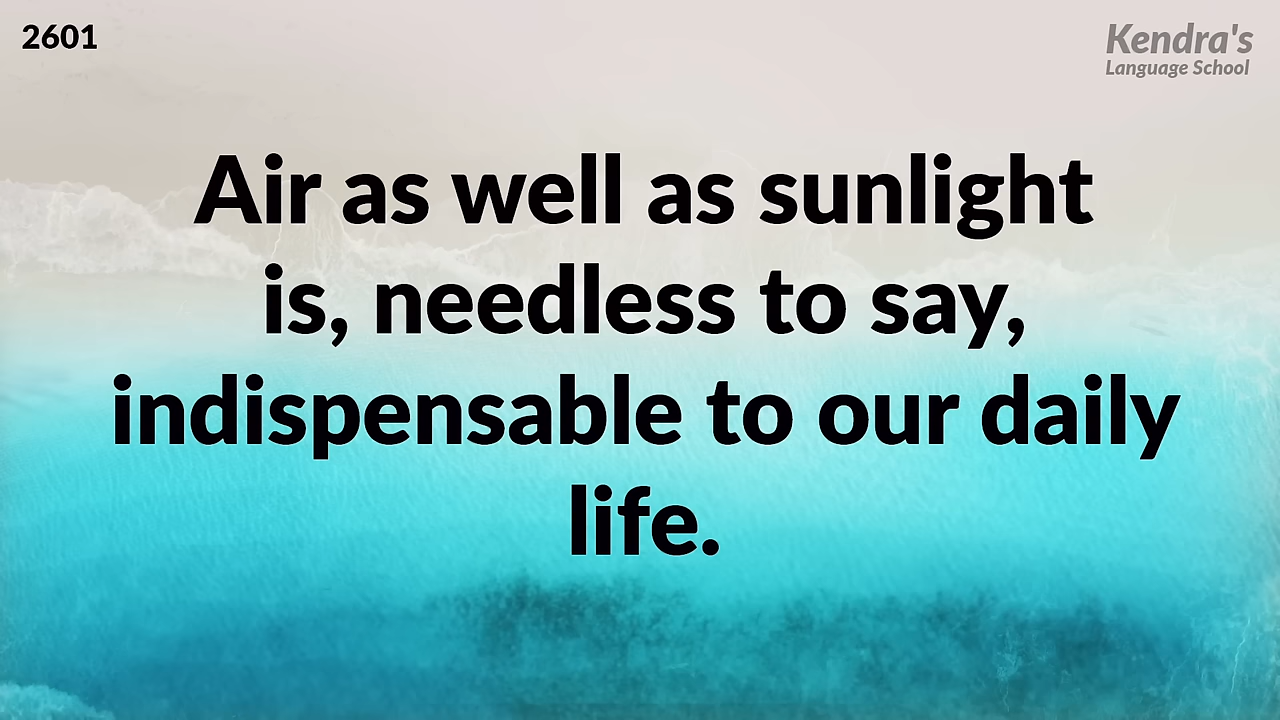 2601
Kendra's
Language School
Air as well as sunlight
is, needless to say,
indispensable to our daily
life.